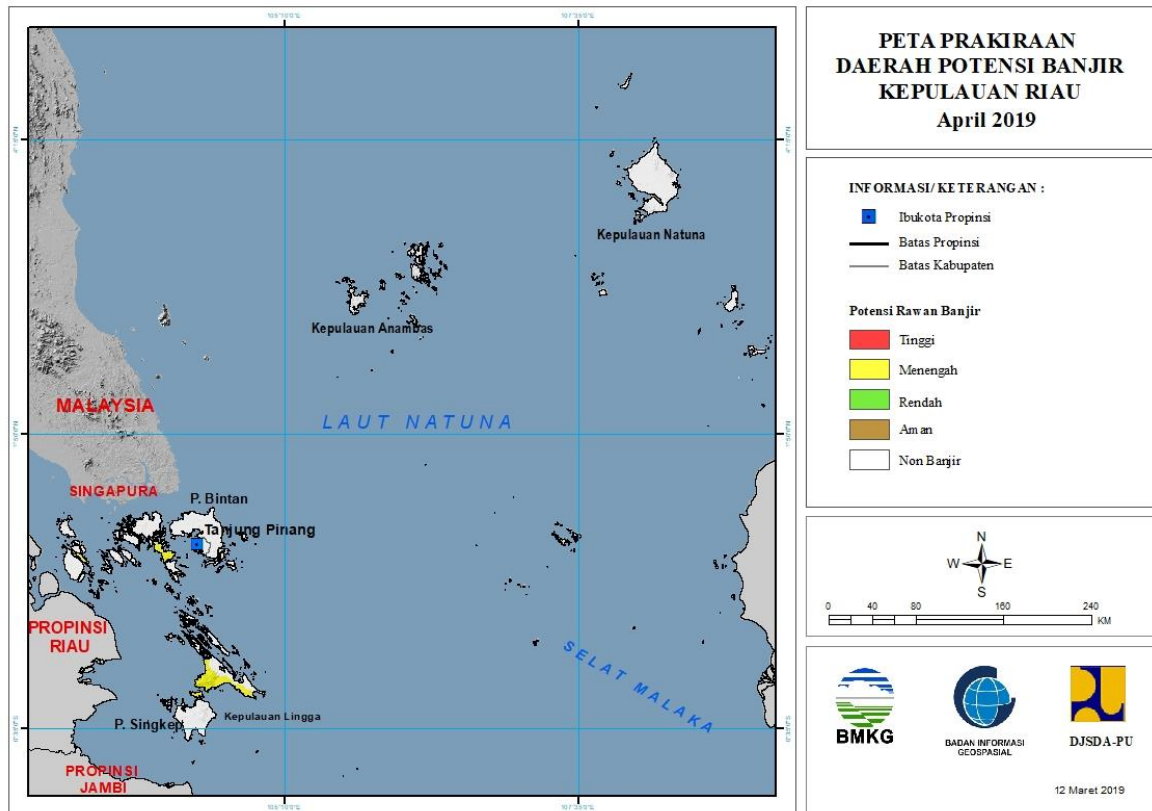 PETA PRAKIRAAN
DAERAH POTENSI BANJIR
KEPULAUAN RIAU
April 2019
INFORMASI/ KETERANGAN :
Ibukota Propinsi
Batas Propinsi
Batas Kabupaten
Potensi Rawan Banjir
Tinggi
Menengah
Rendah
Aman
Non Banjir
N
W E
S
0 40 80 160 240
KM
BMKG
BADAN INFORMASI
GEOSPASIAL
DJSDA-PU
12 Maret 2019
Kepulauan Natuna
Kepulauan Anambas
MALAYSIA
LAUT NATUNA
SINGAPURA
P. Bintan
Tanjung Pinang
PROPINSI
RIAU
SELAT MALAKA
Kepulauan Lingga
P. Singkep
PROPINSI
JAMBI